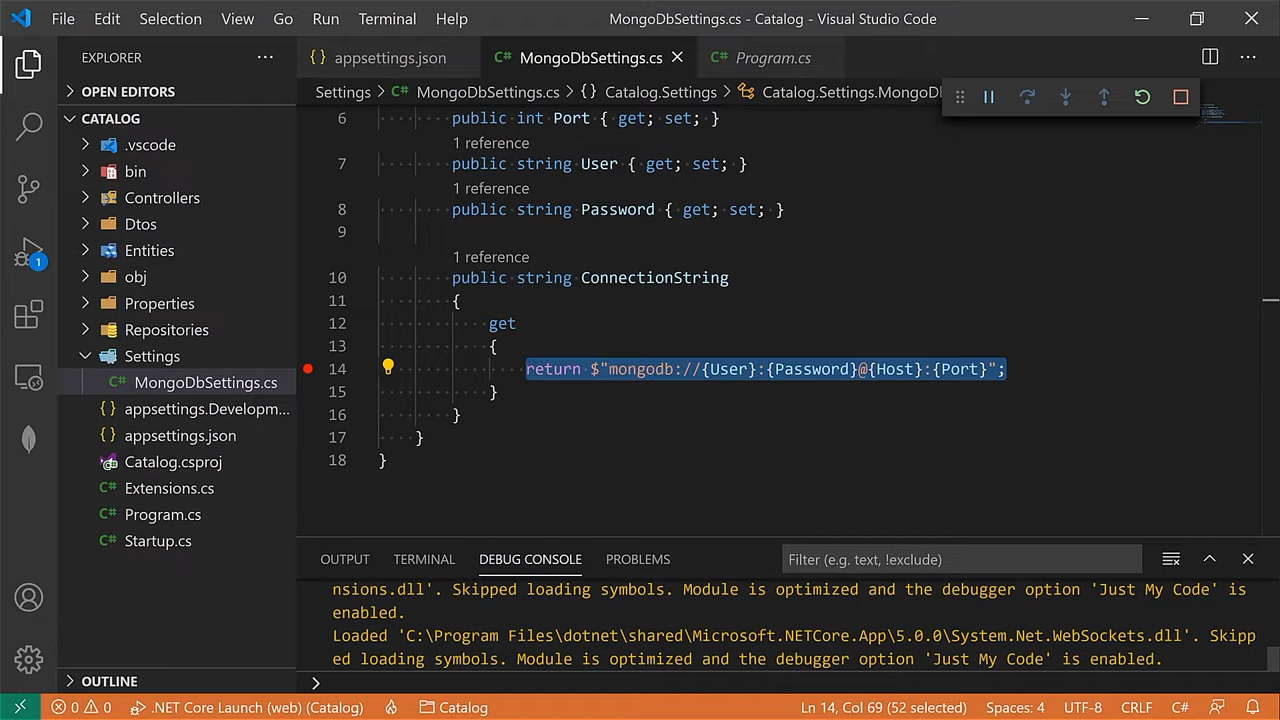 File Edit Selection View Go Run Terminal Help MongoDbSettings.cs - Catalog - Visual Studio Code
EXPLORER
OPEN EDITORS
CATALOG
.vscode
bin
Controllers
Dtos
Entities
obj
Properties
Repositories
Settings
MongoDbSettings.cs
appsettings.Developm...
appsettings.json
Catalog.csproj
Extensions.cs
Program.cs
Startup.cs
OUTLINE
1
{} appsettings.json C# MongoDbSettings.cs C# Program.cs
Settings > C# MongoDbSettings.cs > {} Catalog.Settings > Catalog.Settings.MongoD
6 public int Port { get; set; }
1 reference
7 public string User { get; set; }
1 reference
8 public string Password { get; set; }
9
1 reference
10 public string ConnectionString
11 {
12 get
13 {
14 return $"mongodb://{User}:{Password}@{Host}:{Port}";
15 }
16 }
17 }
18 }
OUTPUT TERMINAL DEBUG CONSOLE PROBLEMS Filter (e.g. text, !exclude)
nsions.dll'. Skipped loading symbols. Module is optimized and the debugger option 'Just My Code' is
enabled.
Loaded 'C:\Program Files\dotnet\shared\Microsoft.NETCore.App\5.0.0\System.Net.WebSockets.dll'. Skipp
ed loading symbols. Module is optimized and the debugger option 'Just My Code' is enabled.
>
0 0 .NET Core Launch (web) (Catalog) Catalog Ln 14, Col 69 (52 selected) Spaces: 4 UTF-8 CRLF C#